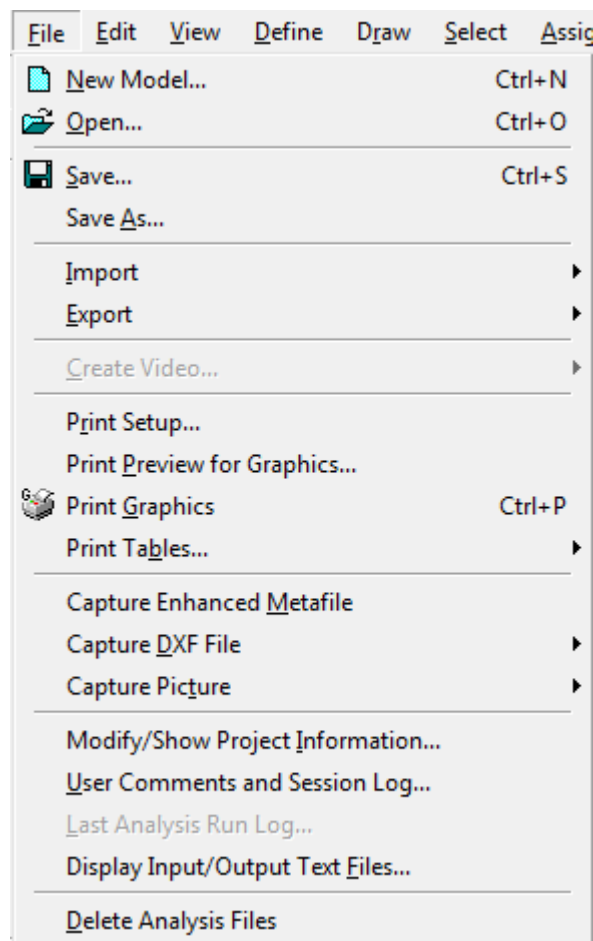 File Edit View Define Draw Select Assig
New Model... Ctrl+N
Open... Ctrl+O
Save... Ctrl+S
Save As...
Import
Export
Create Video...
Print Setup...
Print Preview for Graphics...
Print Graphics Ctrl+P
Print Tables...
Capture Enhanced Metafile
Capture DXF File
Capture Picture
Modify/Show Project Information...
User Comments and Session Log...
Last Analysis Run Log...
Display Input/Output Text Files...
Delete Analysis Files